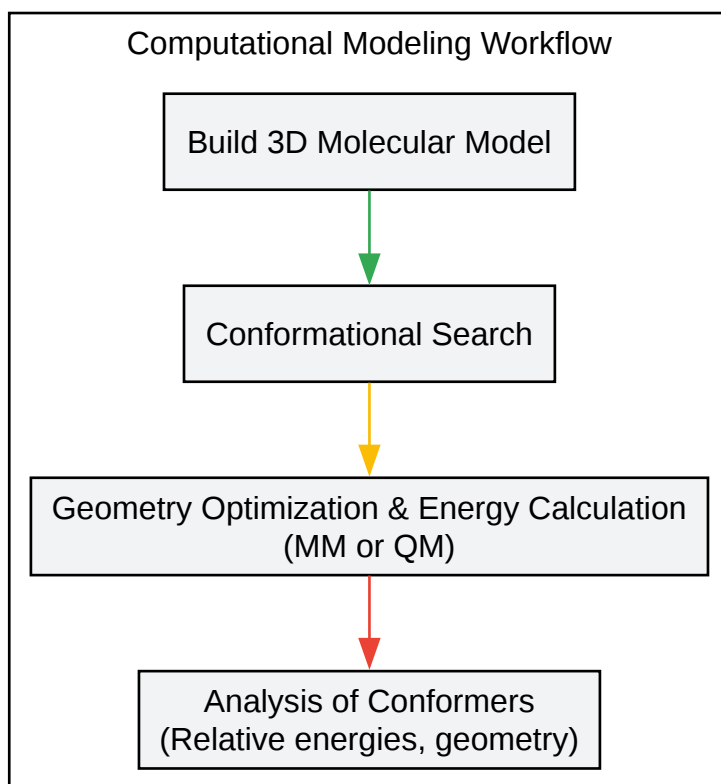 Computational Modeling Workflow
Build 3D Molecular Model
Conformational Search
Geometry Optimization & Energy Calculation
(MM or QM)
Analysis of Conformers
(Relative energies, geometry)